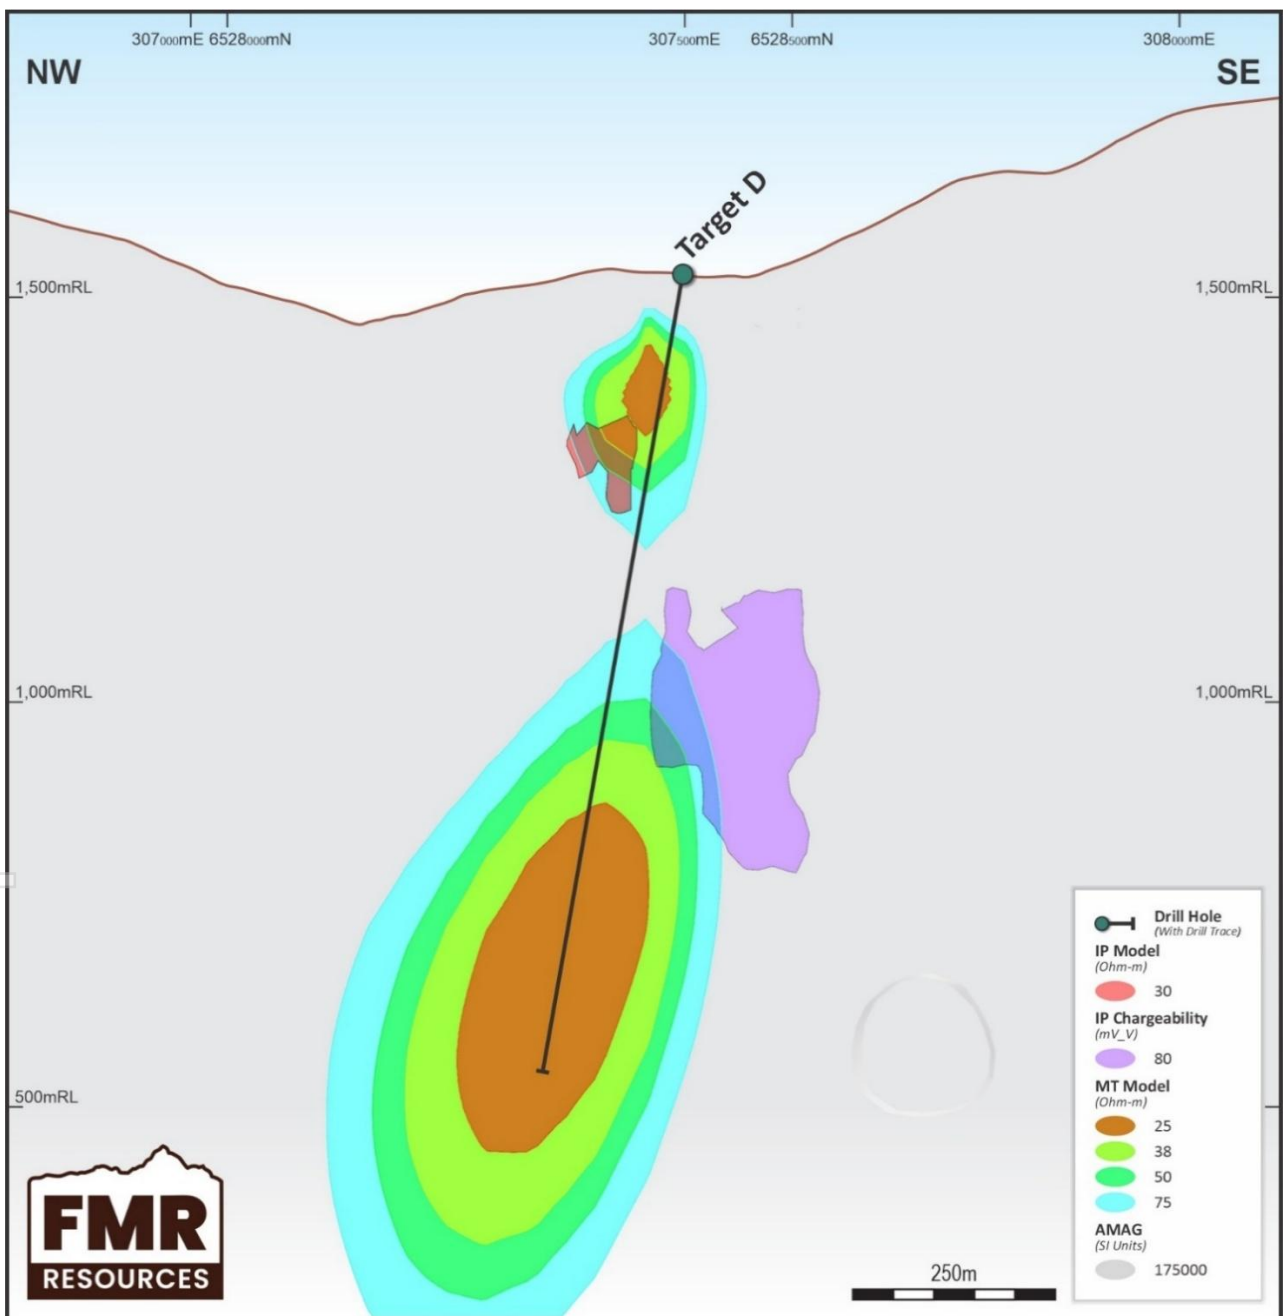 307000mE 6528000mN
307500mE
6528500mN
308000mE
NW
SE
Target D
1,500mRL
1,500mRL
1,000mRL
1,000mRL
500mRL
Drill Hole
(With Drill Trace)
IP Model
(Ohm-m)
30
IP Chargeability
(mV_V)
80
MT Model
(Ohm-m)
25
38
50
75
AMAG
(SI Units)
175000
250m
FMR
RESOURCES